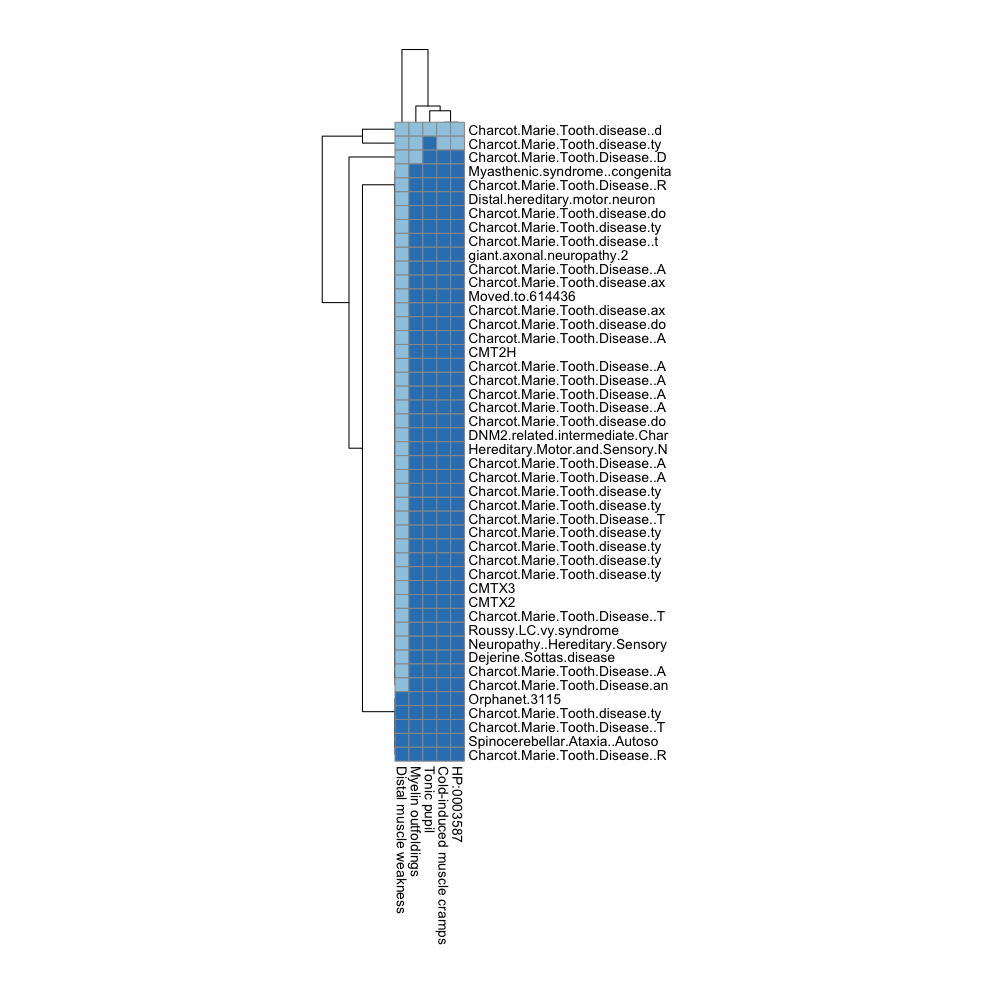 Charcot.Marie.Tooth.disease..d
Charcot.Marie.Tooth.disease.ty
Charcot.Marie.Tooth.Disease..D
Myasthenic.syndrome..congenita
Charcot.Marie.Tooth.Disease..R
Distal.hereditary.motor.neuron
Charcot.Marie.Tooth.disease.do
Charcot.Marie.Tooth.disease.ty
Charcot.Marie.Tooth.disease..t
giant.axonal.neuropathy.2
Charcot.Marie.Tooth.Disease..A
Charcot.Marie.Tooth.disease.ax
Moved.to.614436
Charcot.Marie.Tooth.disease.ax
Charcot.Marie.Tooth.disease.do
Charcot.Marie.Tooth.Disease..A
CMT2H
Charcot.Marie.Tooth.Disease..A
Charcot.Marie.Tooth.Disease..A
Charcot.Marie.Tooth.Disease..A
Charcot.Marie.Tooth.Disease..A
Charcot.Marie.Tooth.disease.do
DNM2.related.intermediate.Char
Hereditary.Motor.and.Sensory.N
Charcot.Marie.Tooth.Disease..A
Charcot.Marie.Tooth.Disease..A
Charcot.Marie.Tooth.disease.ty
Charcot.Marie.Tooth.disease.ty
Charcot.Marie.Tooth.Disease..T
Charcot.Marie.Tooth.disease.ty
Charcot.Marie.Tooth.disease.ty
Charcot.Marie.Tooth.disease.ty
Charcot.Marie.Tooth.disease.ty
CMTX3
CMTX2
Charcot.Marie.Tooth.Disease..T
Roussy.LC.vy.syndrome
Neuropathy..Hereditary.Sensory
Dejerine.Sottas.disease
Charcot.Marie.Tooth.Disease..A
Charcot.Marie.Tooth.Disease.an
Orphanet.3115
Charcot.Marie.Tooth.disease.ty
Charcot.Marie.Tooth.Disease..T
Spinocerebellar.Ataxia..Autoso
Charcot.Marie.Tooth.Disease..R
Distal muscle weakness
Myelin outfoldings
Tonic pupil
Cold-induced muscle cramps
HP:0003587